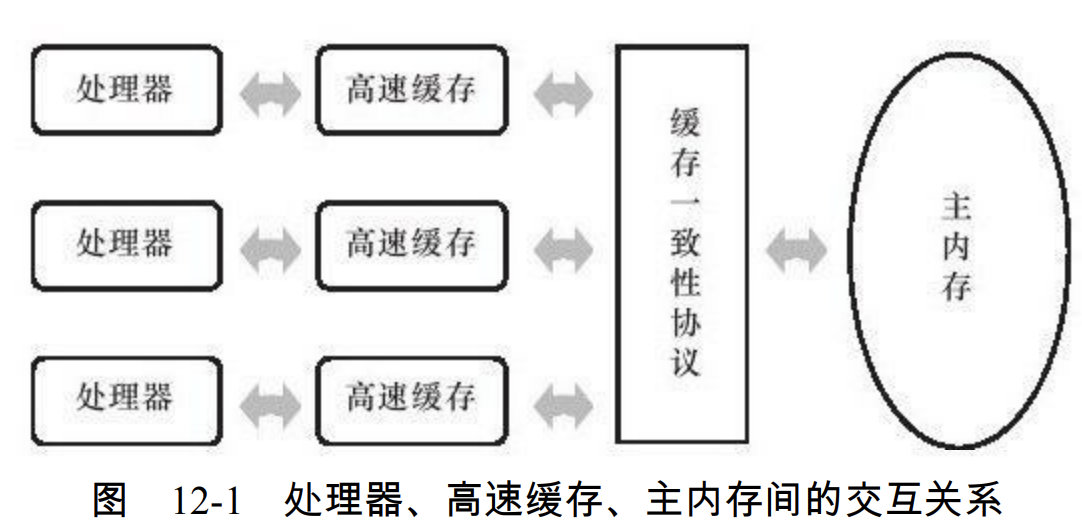 处理器
高速缓存
处理器
高速缓存
处理器
高速缓存
缓存一致性协议
主内存
图 12-1 处理器、高速缓存、主内存间的交互关系